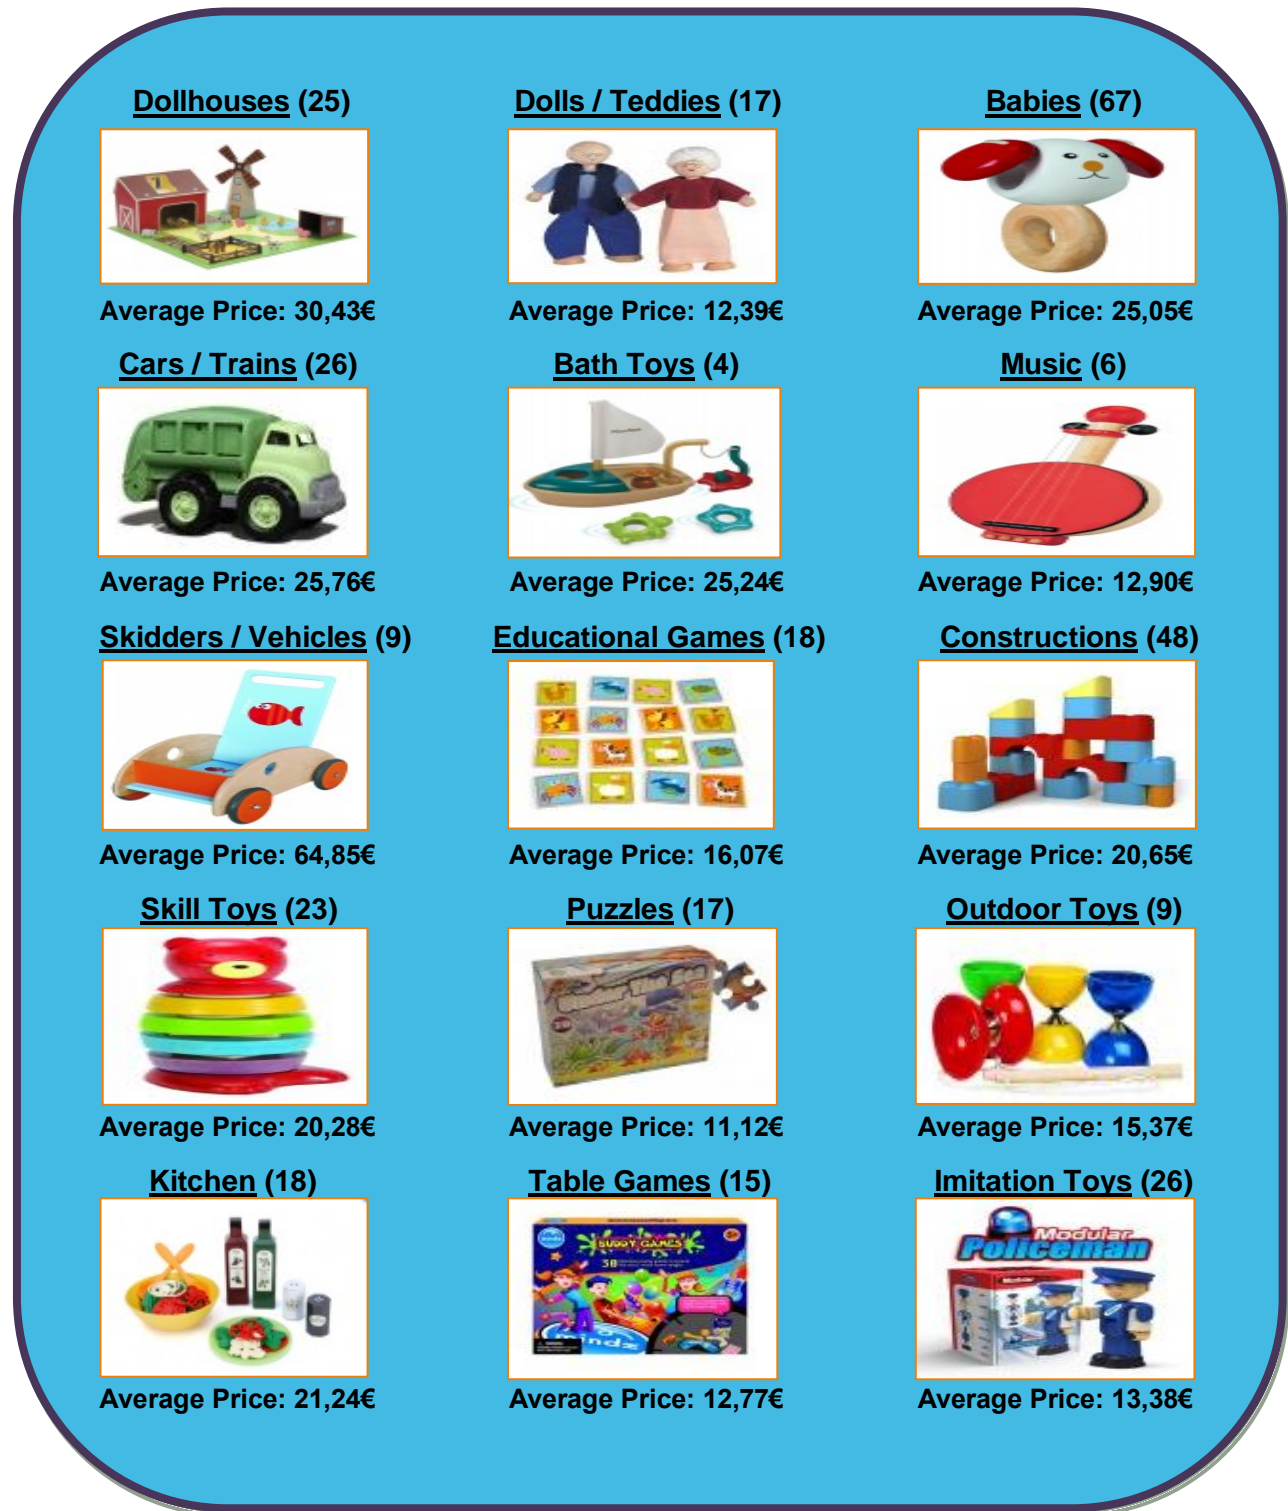 Dollhouses (25)
Dolls / Teddies (17)
Babies (67)
Average Price: 30,43€
Average Price: 12,39€
Average Price: 25,05€
Cars / Trains (26)
Bath Toys (4)
Music (6)
Average Price: 25,76€
Average Price: 25,24€
Average Price: 12,90€
Skidders / Vehicles (9)
Educational Games (18)
Constructions (48)
Average Price: 64,85€
Average Price: 16,07€
Average Price: 20,65€
Skill Toys (23)
Puzzles (17)
Outdoor Toys (9)
Average Price: 20,28€
Average Price: 11,12€
Average Price: 15,37€
Kitchen (18)
Table Games (15)
Imitation Toys (26)
BUDDY GAMES
38
mindz
Modular
Policeman
Average Price: 21,24€
Average Price: 12,77€
Average Price: 13,38€